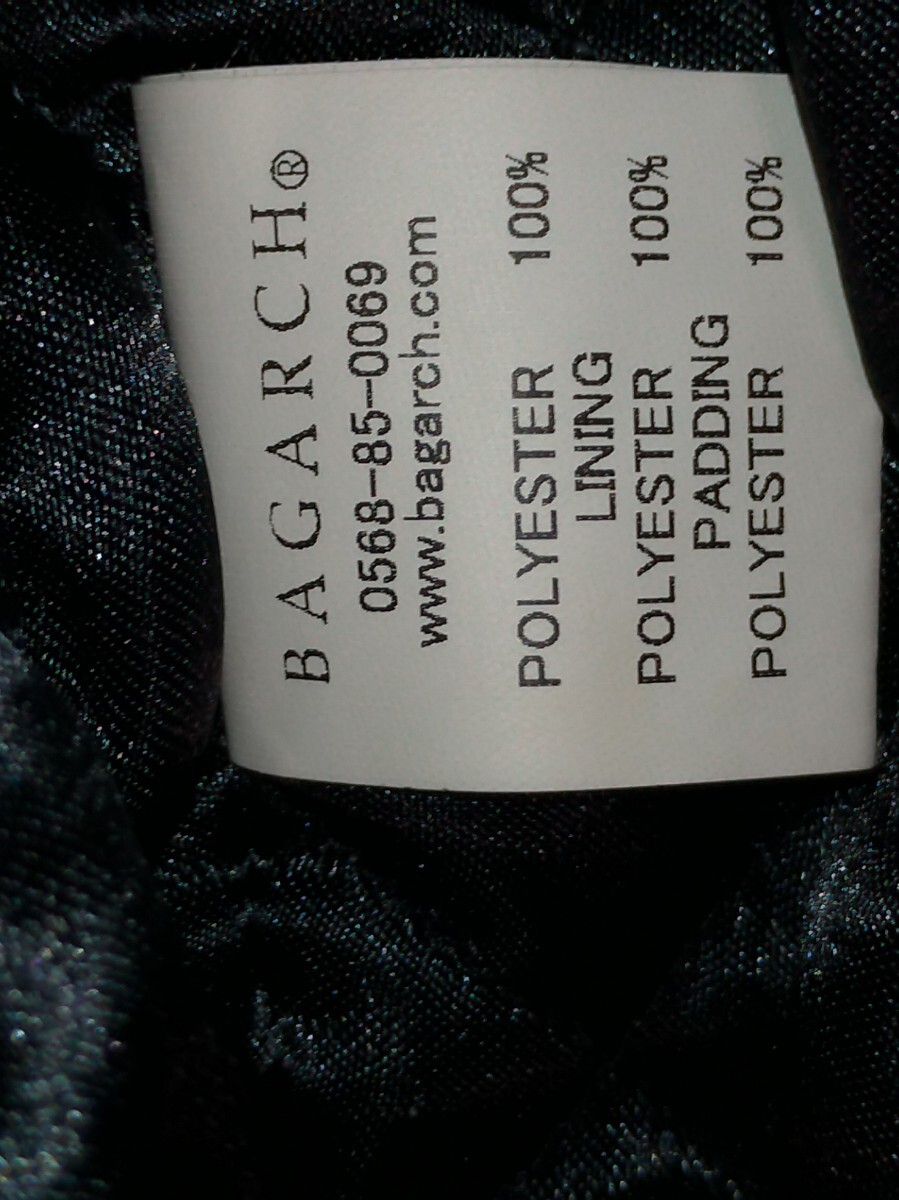 BAGARCH®
0568-85-0069
www.bagarch.com
POLYESTER 100%
LINING
POLYESTER 100%
PADDING
POLYESTER 100%